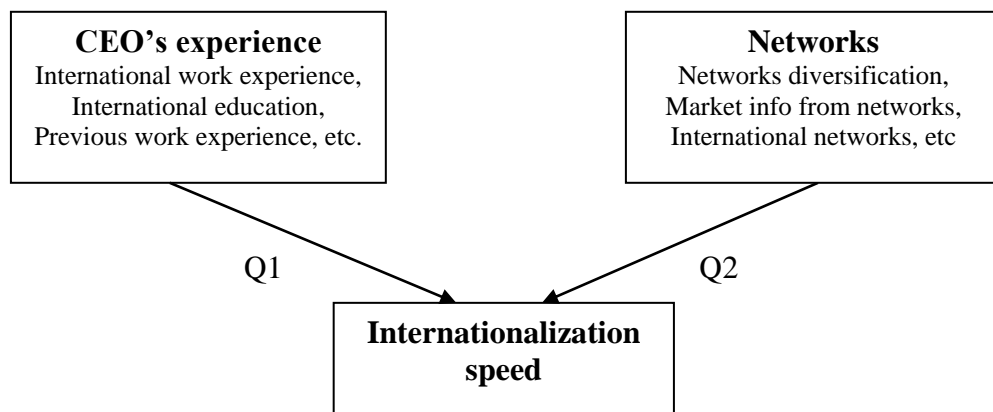 CEO’s experience
International work experience,
International education,
Previous work experience, etc.
Networks
Networks diversification,
Market info from networks,
International networks, etc
Q1
Q2
Internationalization
speed